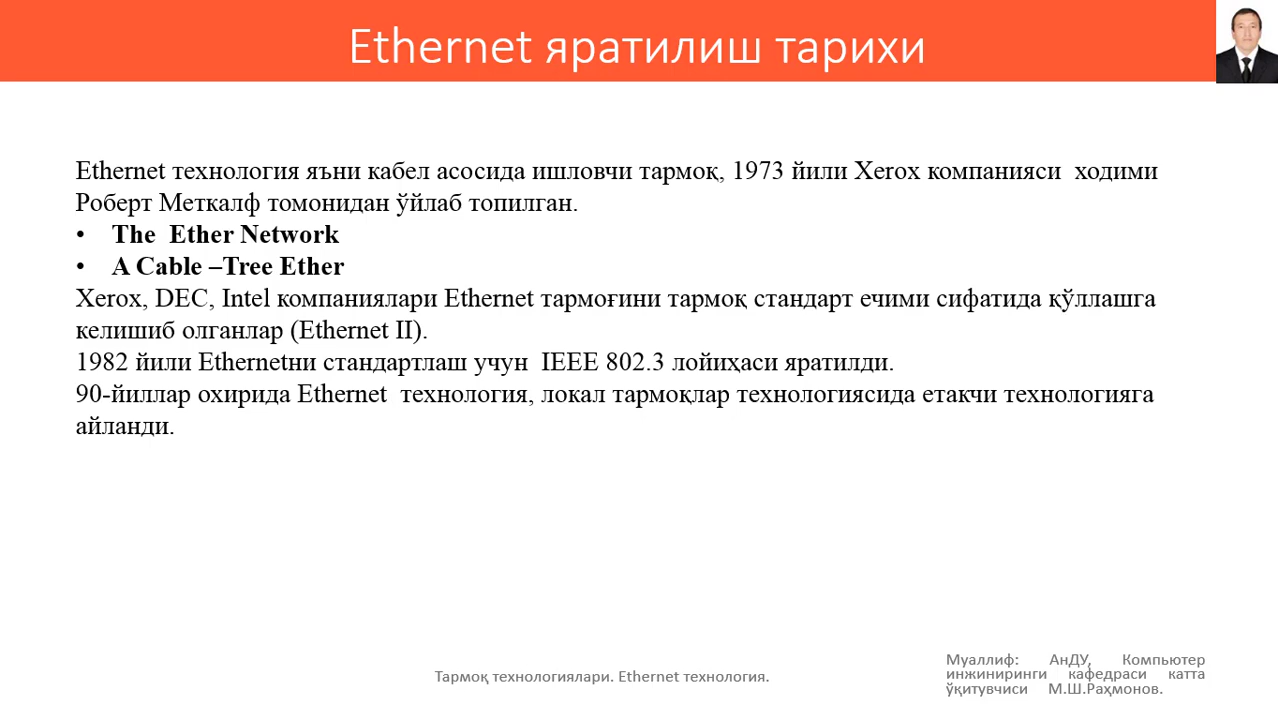 Ethernet яратилиш тарихи
Ethernet технология яъни кабел асосида ишловчи тармоқ, 1973 йили Xerox компанияси ходими
Роберт Меткалф томонидан ўйлаб топилган.
• The Ether Network
• A Cable –Tree Ether
Xerox, DEC, Intel компаниялари Ethernet тармоғини тармоқ стандарт ечими сифатида қўллашга
келишиб олганлар (Ethernet II).
1982 йили Ethernetни стандартлаш учун IEEE 802.3 лойиҳаси яратилди.
90-йиллар охирида Ethernet технология, локал тармоқлар технологиясида етакчи технологияга
айланди.
Тармоқ технологиялари. Ethernet технология.
Муаллиф: АнДУ, Компьютер
инжиниринги кафедраси катта
ўқитувчиси М.Ш.Раҳмонов.